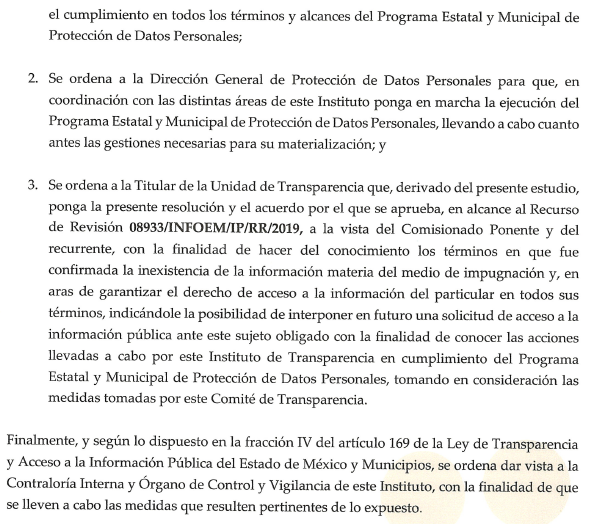 el cumplimiento en todos los términos y alcances del Programa Estatal y Municipal de
Protección de Datos Personales;
2. Se ordena a la Dirección General de Protección de Datos Personales para que, en
coordinación con las distintas áreas de este Instituto ponga en marcha la ejecución del
Programa Estatal y Municipal de Protección de Datos Personales, llevando a cabo cuanto
antes las gestiones necesarias para su materialización; y
3. Se ordena a la Titular de la Unidad de Transparencia que, derivado del presente estudio,
ponga la presente resolución y el acuerdo por el que se aprueba, en alcance al Recurso
de Revisión 08933/INFOEM/IP/RR/2019, a la vista del Comisionado Ponente y del
recurrente, con la finalidad de hacer del conocimiento los términos en que fue
confirmada la inexistencia de la información materia del medio de impugnación y, en
aras de garantizar el derecho de acceso a la información del particular en todos sus
términos, indicándole la posibilidad de interponer en futuro una solicitud de acceso a la
información pública ante este sujeto obligado con la finalidad de conocer las acciones
llevadas a cabo por este Instituto de Transparencia en cumplimiento del Programa
Estatal y Municipal de Protección de Datos Personales, tomando en consideración las
medidas tomadas por este Comité de Transparencia.
Finalmente, y según lo dispuesto en la fracción IV del artículo 169 de la Ley de Transparencia
y Acceso a la Información Pública del Estado de México y Municipios, se ordena dar vista a la
Contraloría Interna y Órgano de Control y Vigilancia de este Instituto, con la finalidad de que
se lleven a cabo las medidas que resulten pertinentes de lo expuesto.